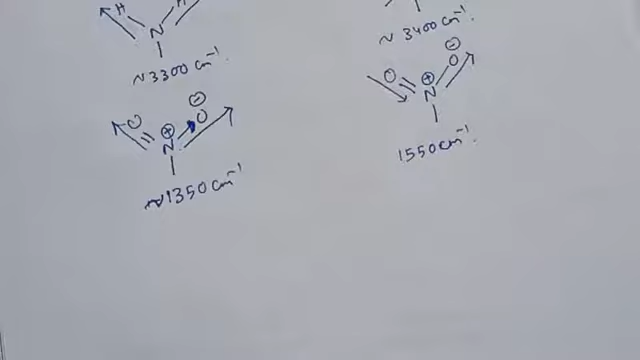 H H
N
~3300 cm⁻¹.
~3400 cm⁻¹.
O ⊕ N O ⊖
~1350 cm⁻¹
O ⊕ N O ⊖
1550 cm⁻¹.